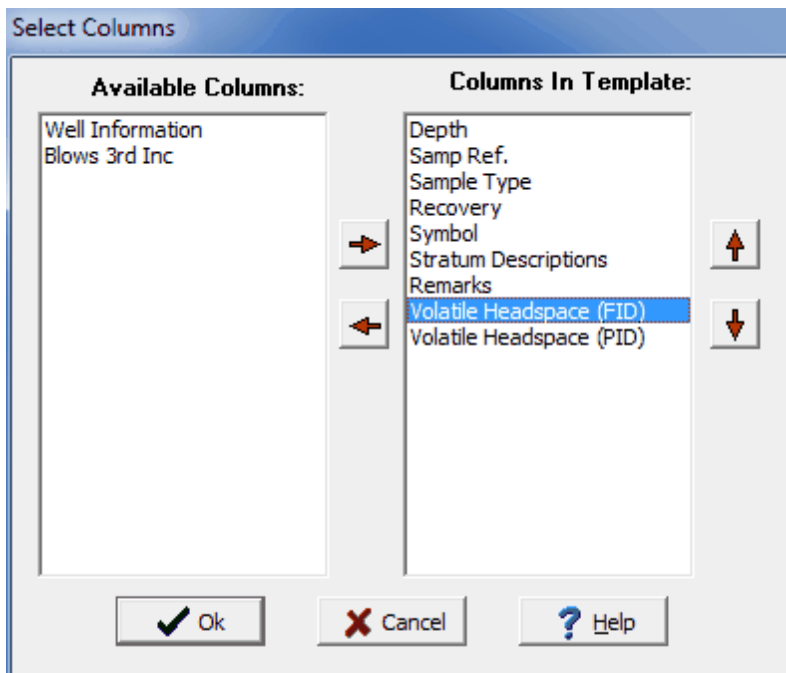 Select Columns
Available Columns:
Well Information
Blows 3rd Inc
Columns In Template:
Depth
Samp Ref.
Sample Type
Recovery
Symbol
Stratum Descriptions
Remarks
Volatile Headspace (FID)
Volatile Headspace (PID)
Ok
Cancel
Help